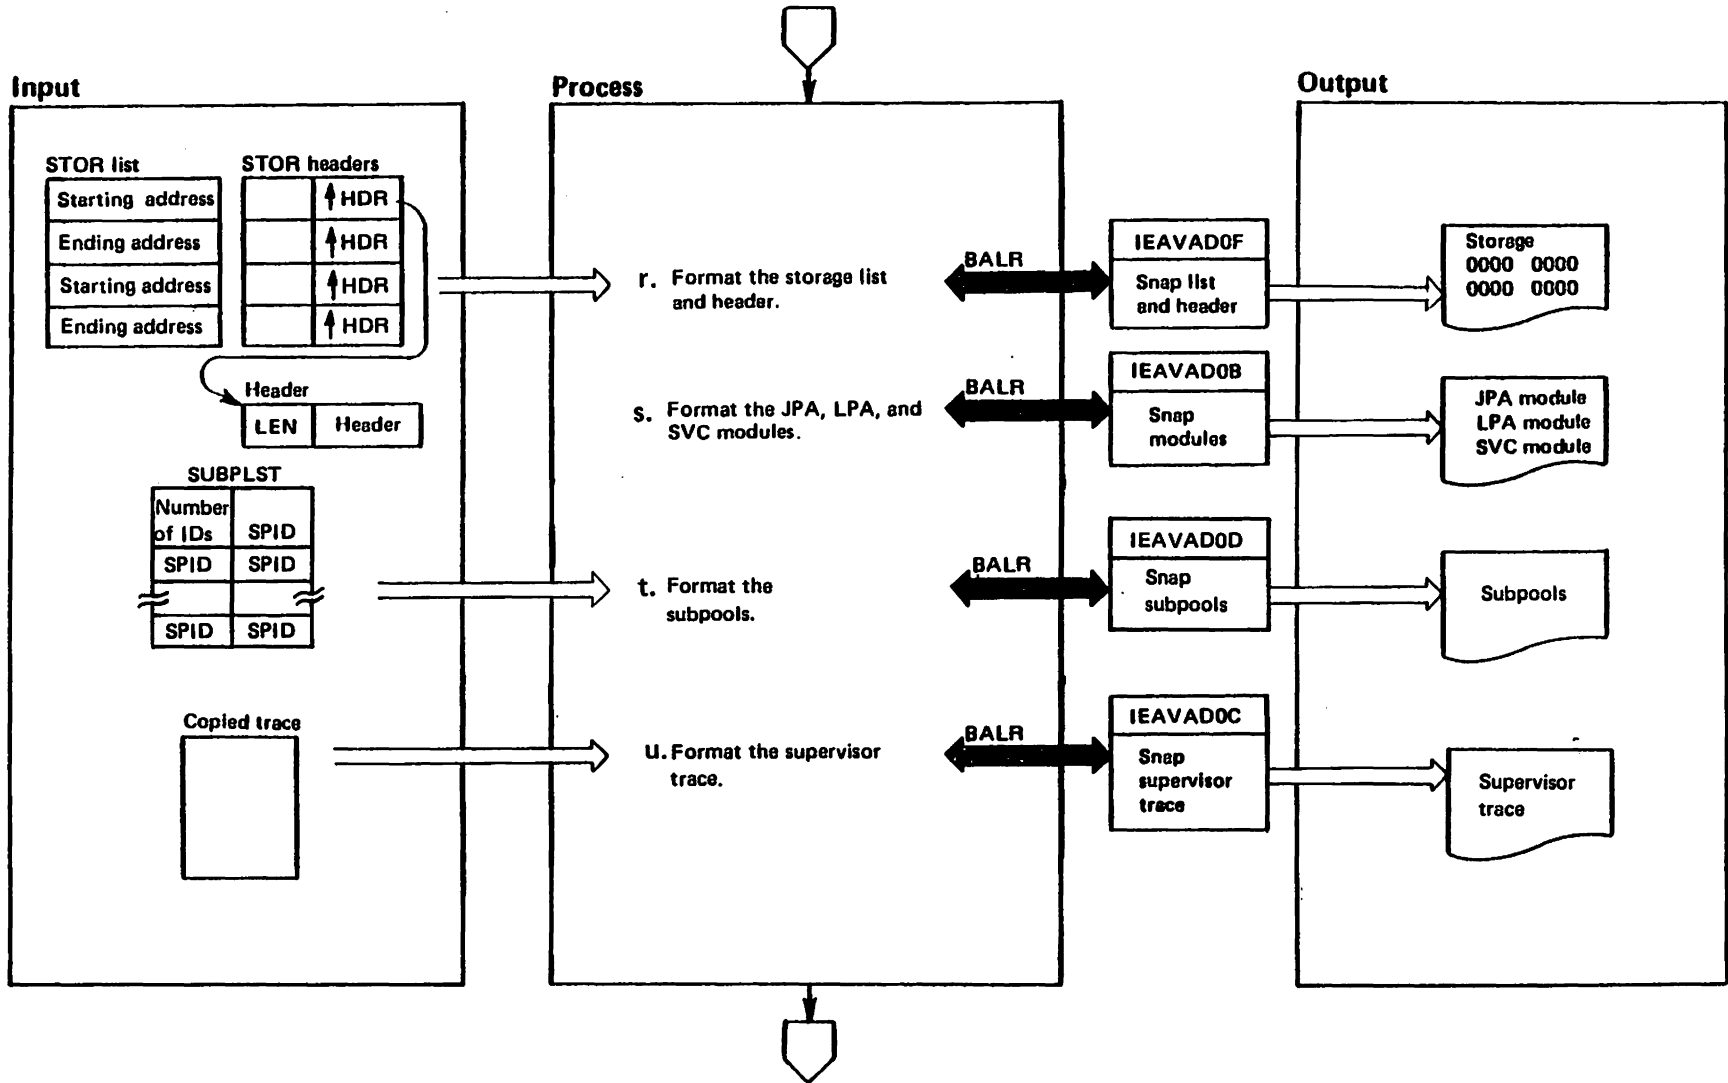 Input
Process
Output
STOR list
Starting address
Ending address
Starting address
Ending address
STOR headers
HDR
HDR
HDR
HDR
Header
LEN Header
SUBPLST
Number
of IDs SPID
SPID SPID
SPID SPID
Copied trace
r. Format the storage list
and header.
s. Format the JPA, LPA, and
SVC modules.
t. Format the
subpools.
u. Format the supervisor
trace.
BALR
BALR
BALR
BALR
IEAVAD0F
Snap list
and header
IEAVAD0B
Snap
modules
IEAVAD0D
Snap
subpools
IEAVAD0C
Snap
supervisor
trace
Storage
0000 0000
0000 0000
JPA module
LPA module
SVC module
Subpools
Supervisor
trace